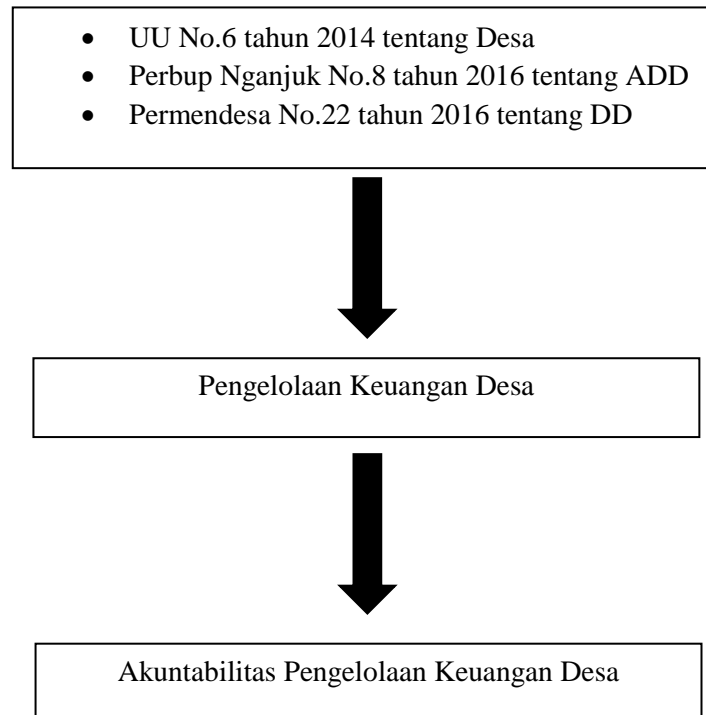 • UU No.6 tahun 2014 tentang Desa
• Perbup Nganjuk No.8 tahun 2016 tentang ADD
• Permendesa No.22 tahun 2016 tentang DD
Pengelolaan Keuangan Desa
Akuntabilitas Pengelolaan Keuangan Desa